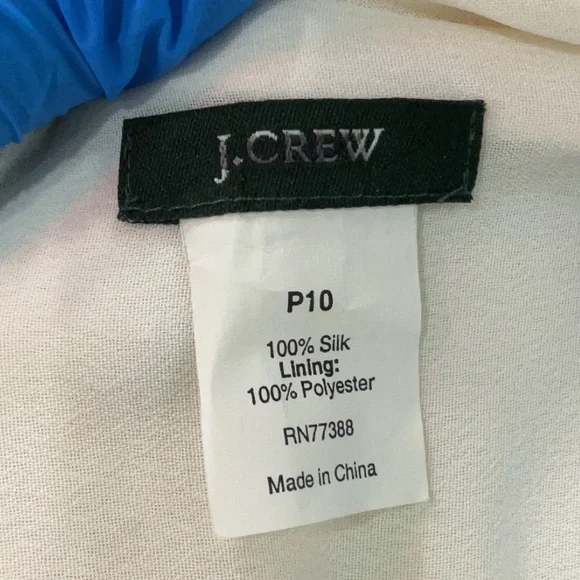 J.CREW
P10
100% Silk
Lining:
100% Polyester
RN77388
Made in China